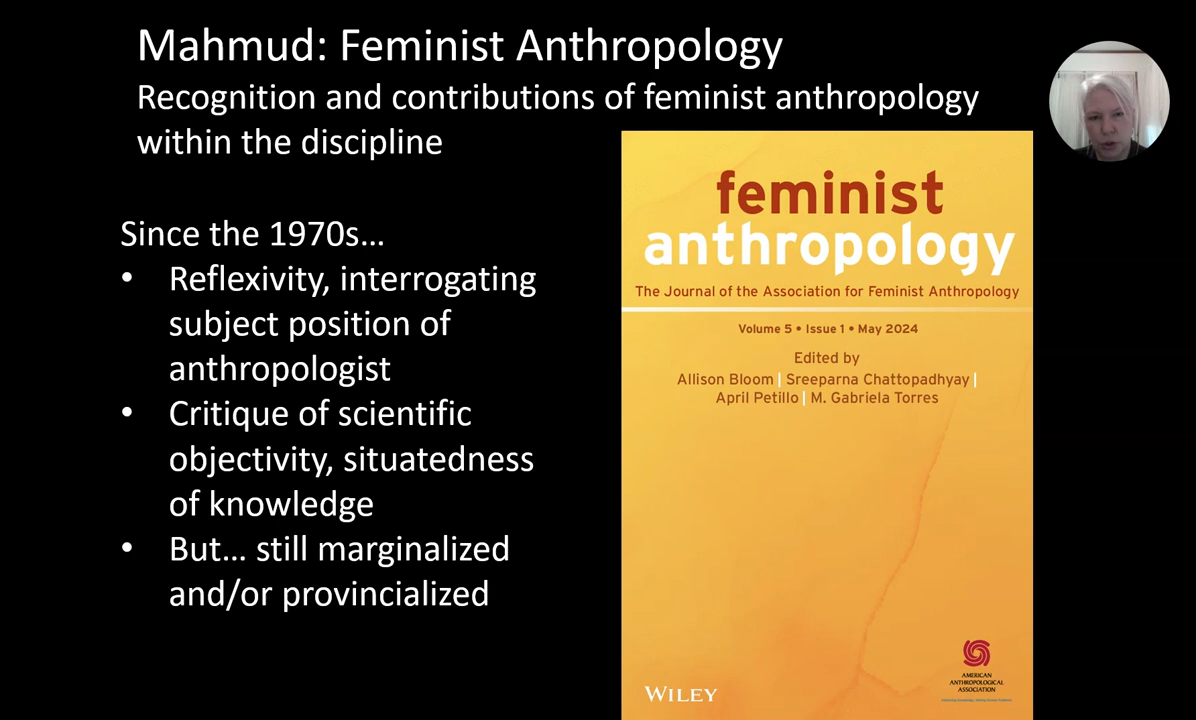 Mahmud: Feminist Anthropology
Recognition and contributions of feminist anthropology
within the discipline
Since the 1970s…
• Reflexivity, interrogating
subject position of
anthropologist
• Critique of scientific
objectivity, situatedness
of knowledge
• But… still marginalized
and/or provincialized
feminist
anthropology
The Journal of the Association for Feminist Anthropology
Volume 5 • Issue 1 • May 2024
Edited by
Allison Bloom | Sreeparna Chattopadhyay |
April Petillo | M. Gabriela Torres
WILEY
AMERICAN
ANTHROPOLOGICAL
ASSOCIATION